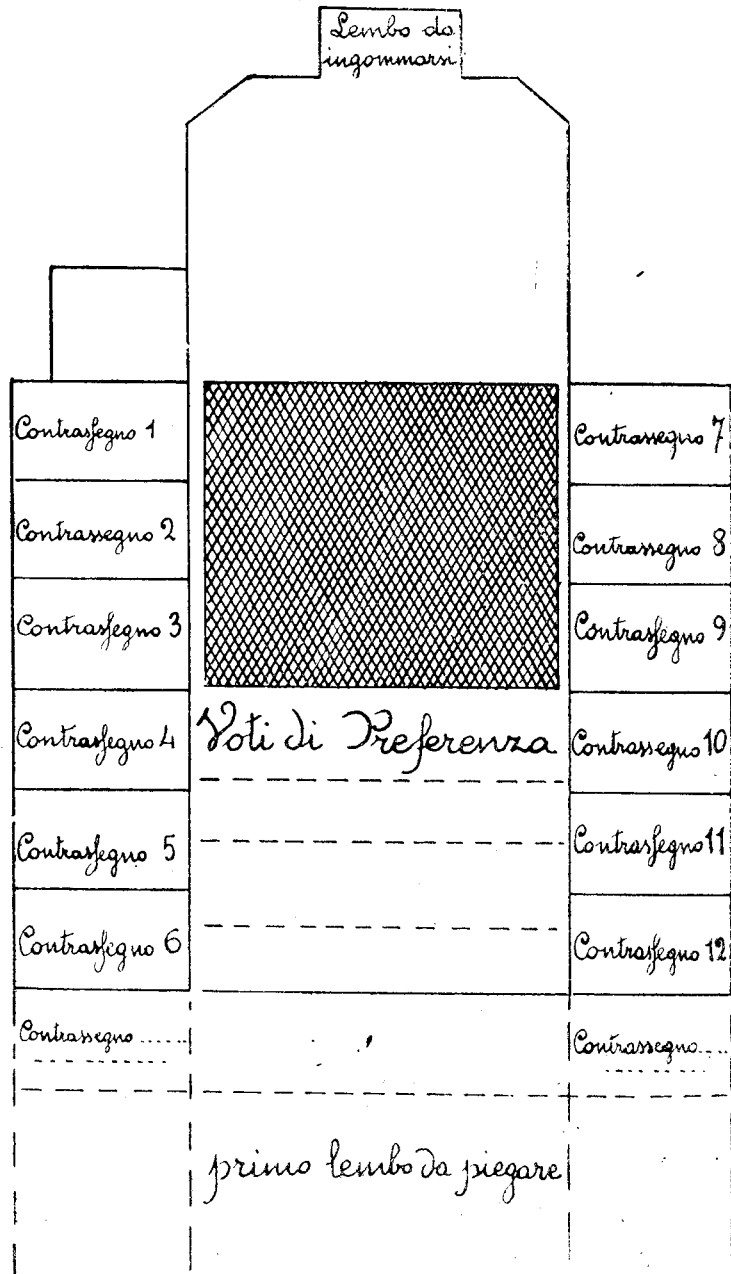 Lembo da
ingommarsi
Contrassegno 1
Contrassegno 2
Contrassegno 3
Contrassegno 4
Contrassegno 5
Contrassegno 6
Contrassegno ......
Voti di Preferenza
Contrassegno 7
Contrassegno 8
Contrassegno 9
Contrassegno 10
Contrassegno 11
Contrassegno 12
Contrassegno ....
primo lembo da piegare